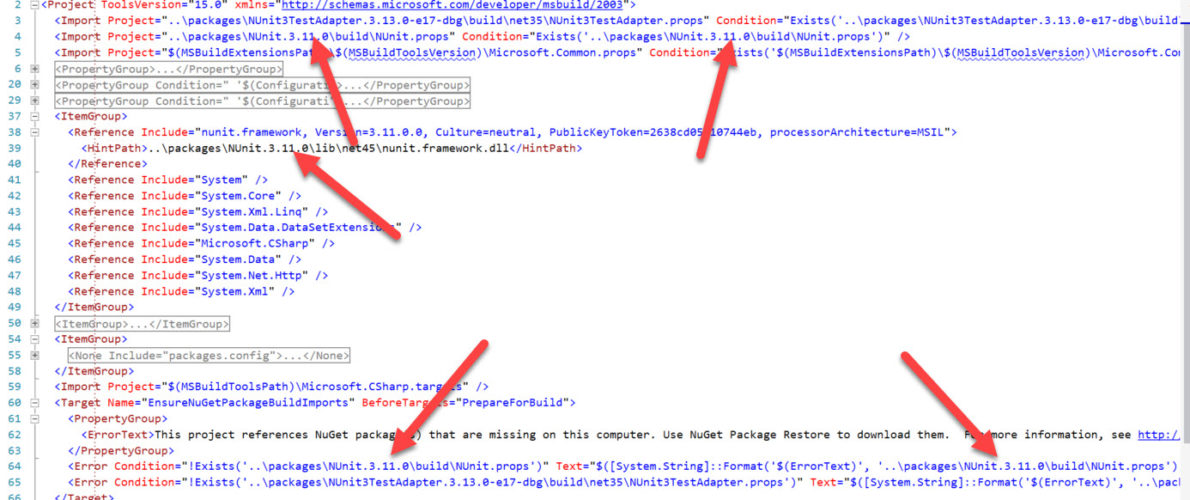 2 <Project ToolsVersion="15.0" xmlns="http://schemas.microsoft.com/developer/msbuild/2003">
3 <Import Project="..\packages\NUnit3TestAdapter.3.13.0-e17-dbg\build\net35\NUnit3TestAdapter.props" Condition="Exists('..\packages\NUnit3TestAdapter.3.13.0-e17-dbg\build
4 <Import Project="..\packages\NUnit.3.11.0\build\NUnit.props" Condition="Exists('..\packages\NUnit.3.11.0\build\NUnit.props')" />
5 <Import Project="$(MSBuildExtensionsPath)\$(MSBuildToolsVersion)\Microsoft.Common.props" Condition="Exists('$(MSBuildExtensionsPath)\$(MSBuildToolsVersion)\Microsoft.Co
6 <PropertyGroup>...</PropertyGroup>
20 <PropertyGroup Condition=" '$(Configurati">...</PropertyGroup>
29 <PropertyGroup Condition=" '$(Configurati">...</PropertyGroup>
37 <ItemGroup>
38 <Reference Include="nunit.framework, Version=3.11.0.0, Culture=neutral, PublicKeyToken=2638cd05 10744eb, processorArchitecture=MSIL">
39 <HintPath>..\packages\NUnit.3.11.0\lib\net45\nunit.framework.dll</HintPath>
40 </Reference>
41 <Reference Include="System" />
42 <Reference Include="System.Core" />
43 <Reference Include="System.Xml.Linq" />
44 <Reference Include="System.Data.DataSetExtensions" />
45 <Reference Include="Microsoft.CSharp" />
46 <Reference Include="System.Data" />
47 <Reference Include="System.Net.Http" />
48 <Reference Include="System.Xml" />
49 </ItemGroup>
50 <ItemGroup>...</ItemGroup>
54 <ItemGroup>
55 <None Include="packages.config">...</None>
58 </ItemGroup>
59 <Import Project="$(MSBuildToolsPath)\Microsoft.CSharp.targets" />
60 <Target Name="EnsureNuGetPackageBuildImports" BeforeTargets="PrepareForBuild">
61 <PropertyGroup>
62 <ErrorText>This project references NuGet package(s) that are missing on this computer. Use NuGet Package Restore to download them. For more information, see http:/
63 </PropertyGroup>
64 <Error Condition="!Exists('..\packages\NUnit.3.11.0\build\NUnit.props')" Text="$([System.String]::Format('$(ErrorText)', '..\packages\NUnit.3.11.0\build\NUnit.props')
65 <Error Condition="!Exists('..\packages\NUnit3TestAdapter.3.13.0-e17-dbg\build\net35\NUnit3TestAdapter.props')" Text="$([System.String]::Format('$(ErrorText)', '..\pac
66 </Target>